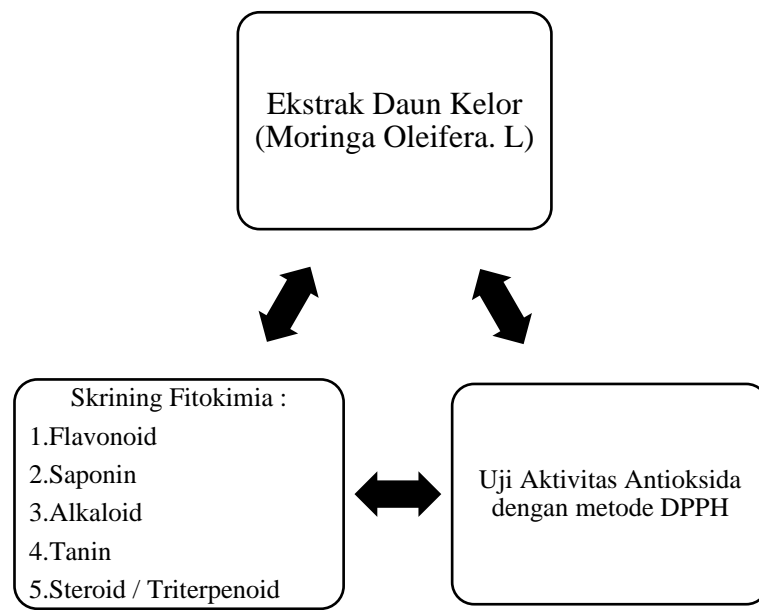 Ekstrak Daun Kelor
(Moringa Oleifera. L)
Skrining Fitokimia :
1.Flavonoid
2.Saponin
3.Alkaloid
4.Tanin
5.Steroid / Triterpenoid
Uji Aktivitas Antioksida
dengan metode DPPH